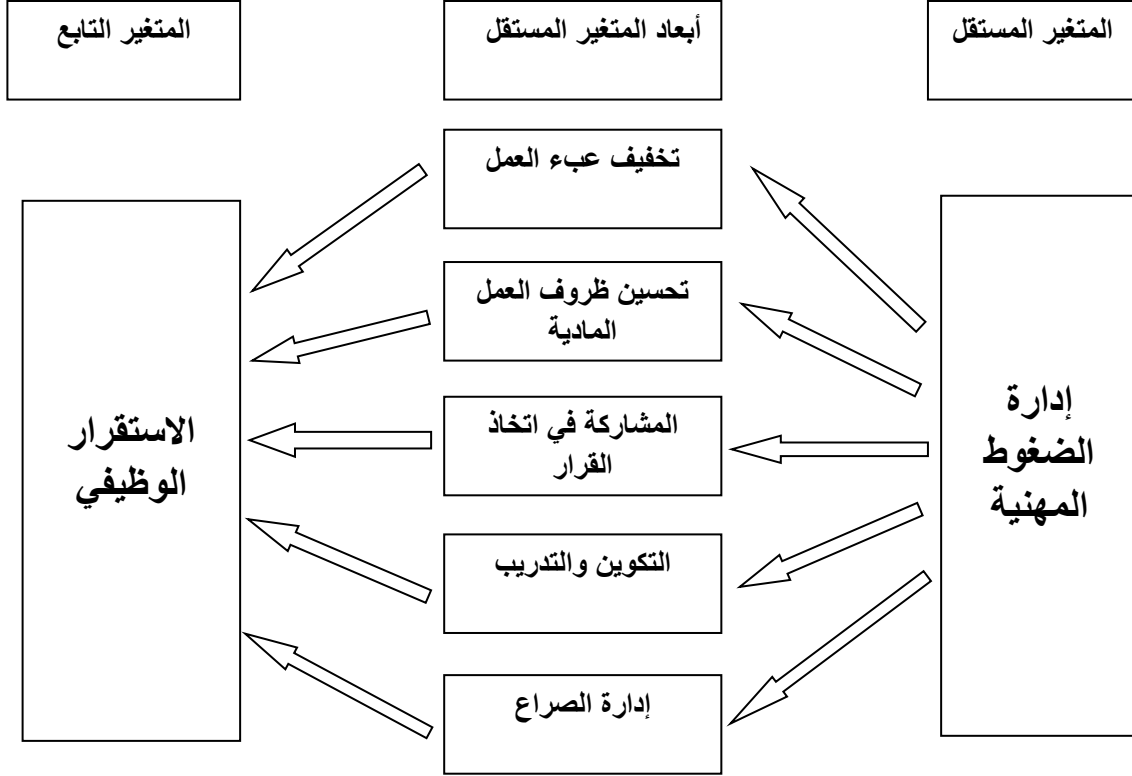 المتغير المستقل
أبعاد المتغير المستقل
المتغير التابع
إدارة
الضغوط
المهنية
تخفيف عبء العمل
تحسين ظروف العمل
المادية
المشاركة في اتخاذ
القرار
التكوين والتدريب
إدارة الصراع
الاستقرار
الوظيفي